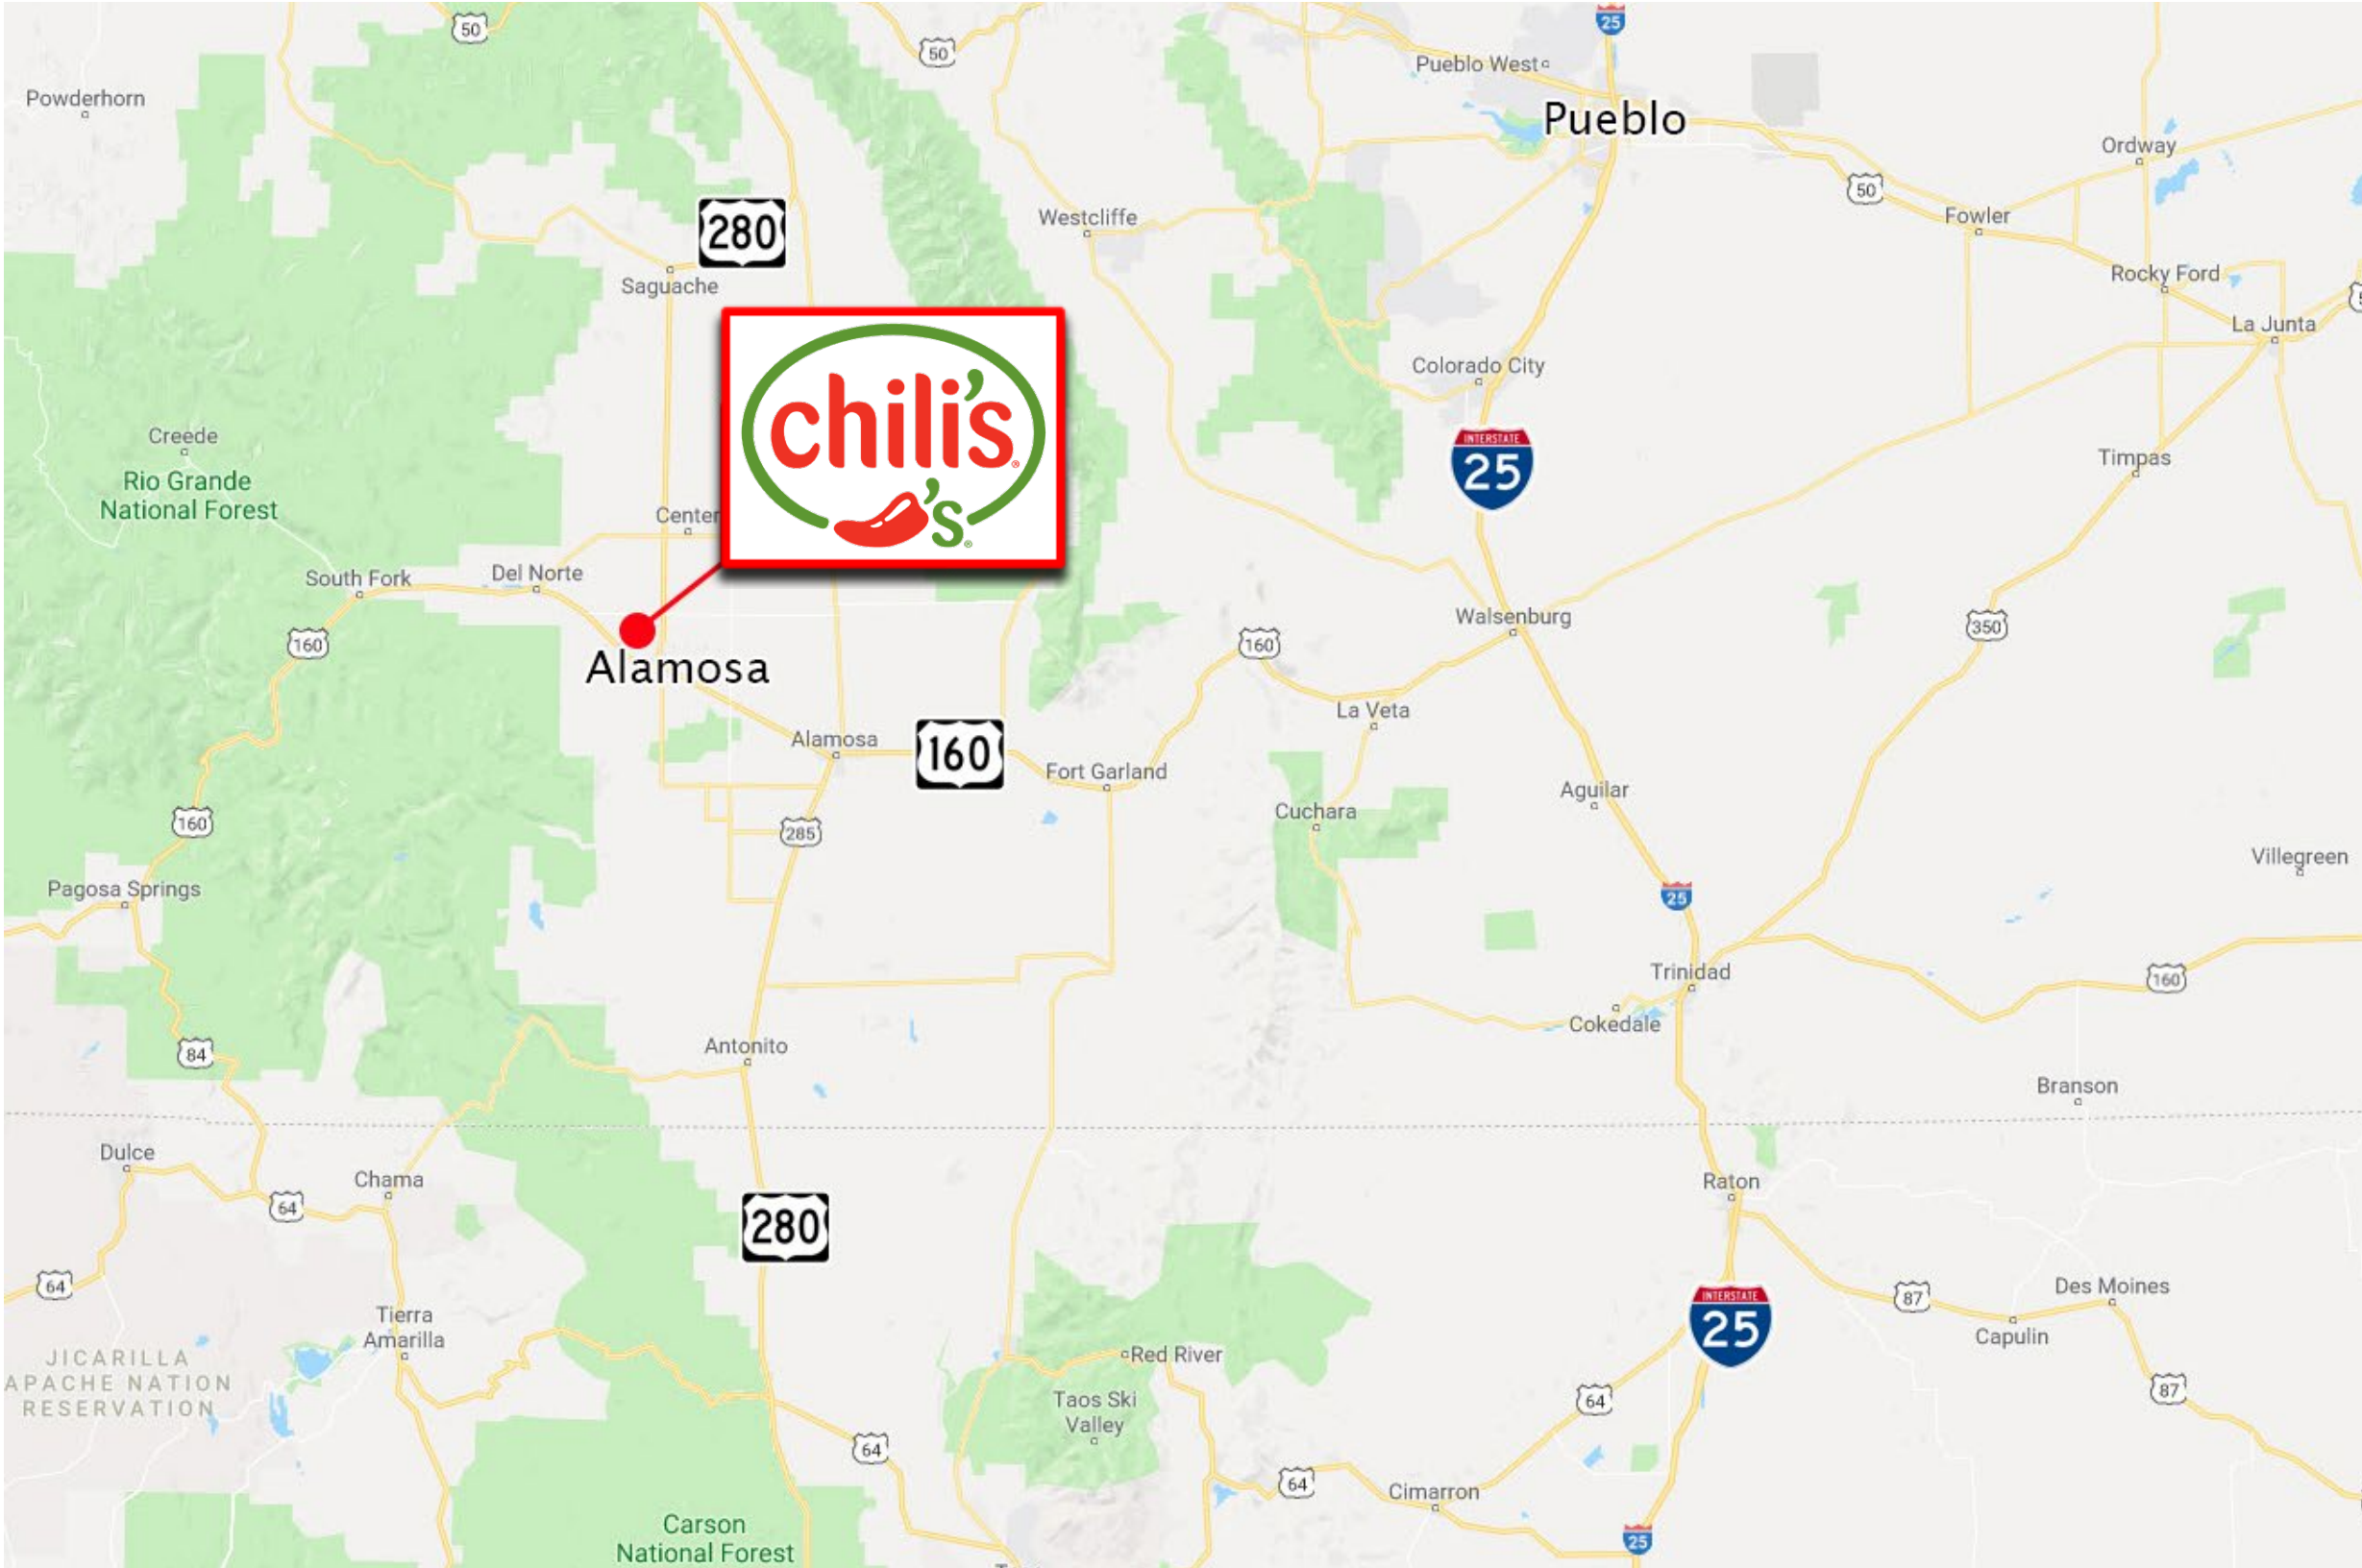 50
50
25
Pueblo West
Powderhorn
Pueblo
Ordway
50
280
Westcliffe
Fowler
Saguache
Rocky Ford
La Junta
chili's
's
Colorado City
Creede
INTERSTATE
25
Timpas
Rio Grande
National Forest
Center
South Fork
Del Norte
160
Alamosa
160
Walsenburg
350
La Veta
Alamosa
160
Fort Garland
Aguilar
Cuchara
160
285
Villegreen
Pagosa Springs
25
Trinidad
160
Cokedale
Antonito
84
Branson
Dulce
Chama
Raton
64
280
64
87
Des Moines
INTERSTATE
25
Capulin
Tierra
Amarilla
Red River
JICARILLA
APACHE NATION
RESERVATION
Taos Ski
Valley
64
87
64
64
Cimarron
Carson
National Forest
25